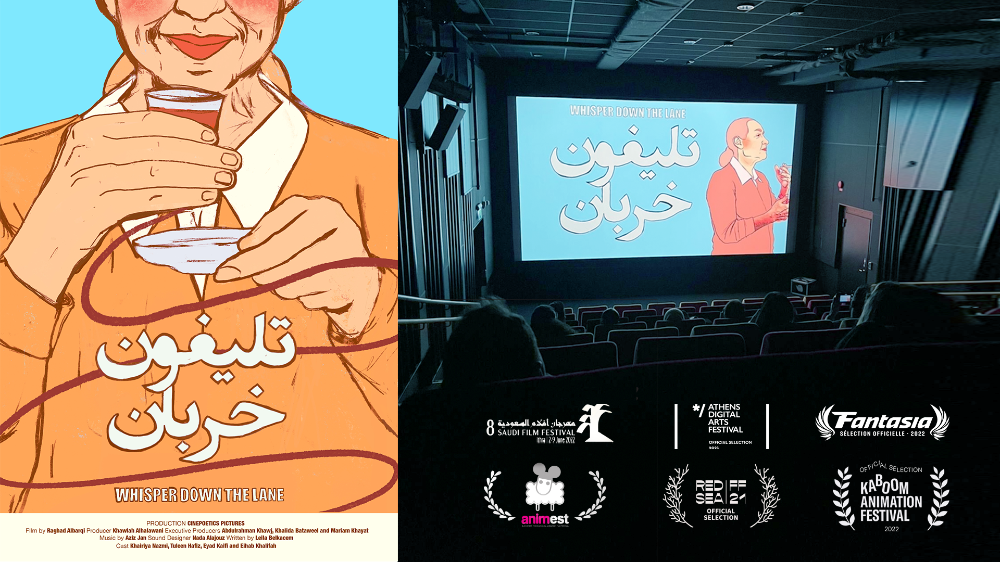 تليفون
خربان
WHISPER DOWN THE LANE
PRODUCTION CINEPOETICS PICTURES
Film by Raghad Albarqi Producer Khawlah Alhalawani Executive Producers Abdulrahman Khawj, Khalida Bataweel and Mariam Khayat
Music by Aziz Jan Sound Designer Nada Alajouz Written by Leila Belkacem
Cast Khairiya Nazmi, Tuleen Hafiz, Eyad Kaifi and Eihab Khalifah
WHISPER DOWN THE LANE
تليفون
خربان
8 مهرجان أفلام السعودية
SAUDI FILM FESTIVAL
ithra | 2-9 June 2022
*/ ATHENS
DIGITAL
ARTS
FESTIVAL
OFFICIAL SELECTION
2021
Fantasia
SÉLECTION OFFICIELLE · 2022
animest
RED FF
SEA 21
OFFICIAL
SELECTION
OFFICIAL SELECTION
KABOOM
ANIMATION
FESTIVAL
2022